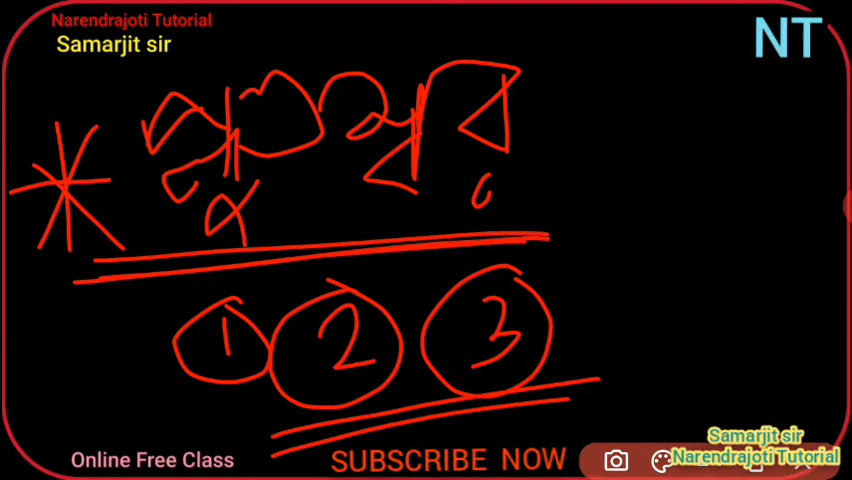 Narendrajoti Tutorial
NT
Samarjit sir
1 2 3
Samarjit sir
Online Free Class
SUBSCRIBE NOW
Narendrajoti Tutorial